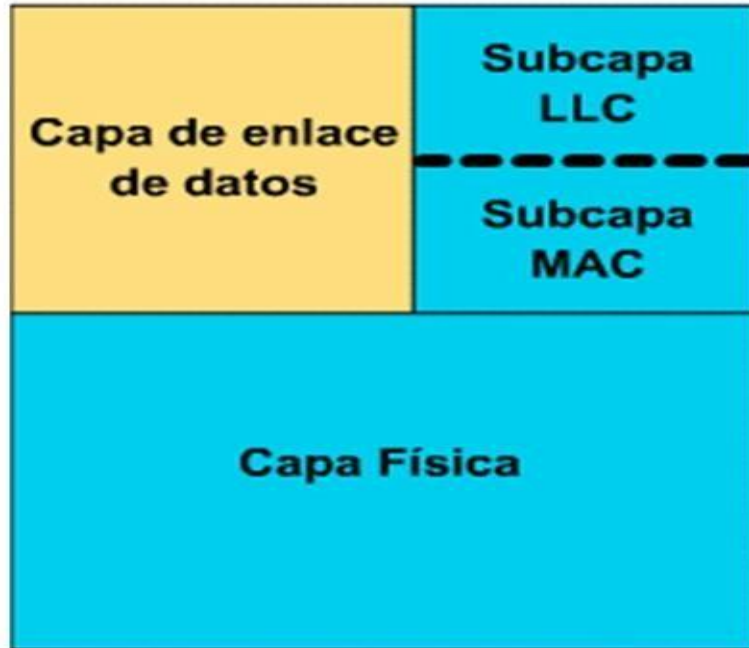 Capa de enlace
de datos
Subcapa
LLC
Subcapa
MAC
Capa Física